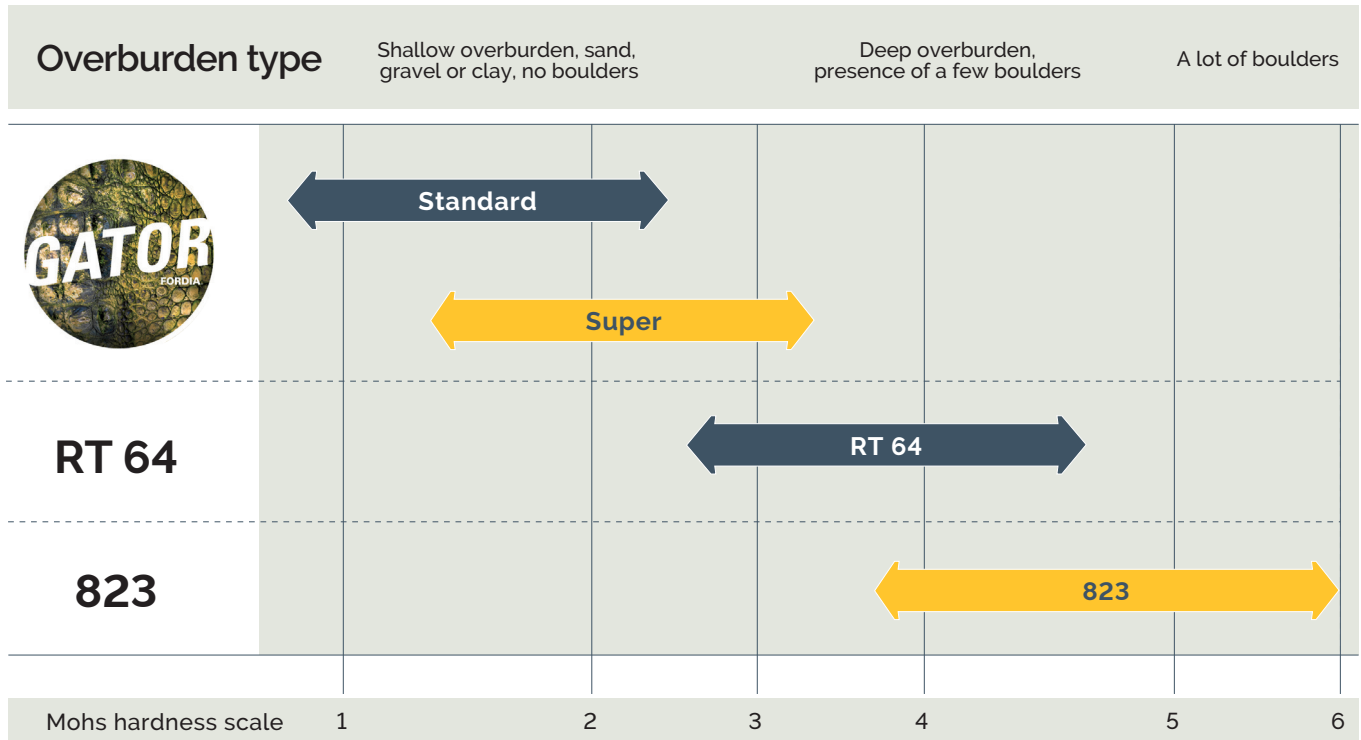 Overburden type
Shallow overburden, sand,
gravel or clay, no boulders
Deep overburden,
presence of a few boulders
A lot of boulders
GATOR
FORDIA
Standard
Super
RT 64
RT 64
823
823
Mohs hardness scale 1 2 3 4 5 6